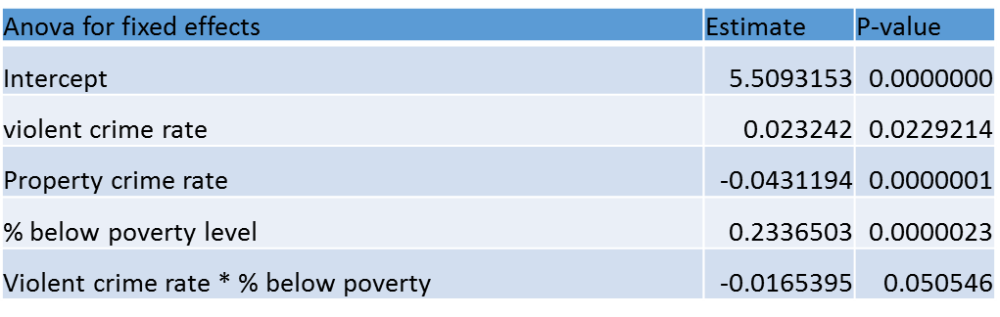 Anova for fixed effects Estimate P-value
Intercept 5.5093153 0.0000000
violent crime rate 0.023242 0.0229214
Property crime rate -0.0431194 0.0000001
% below poverty level 0.2336503 0.0000023
Violent crime rate * % below poverty -0.0165395 0.050546